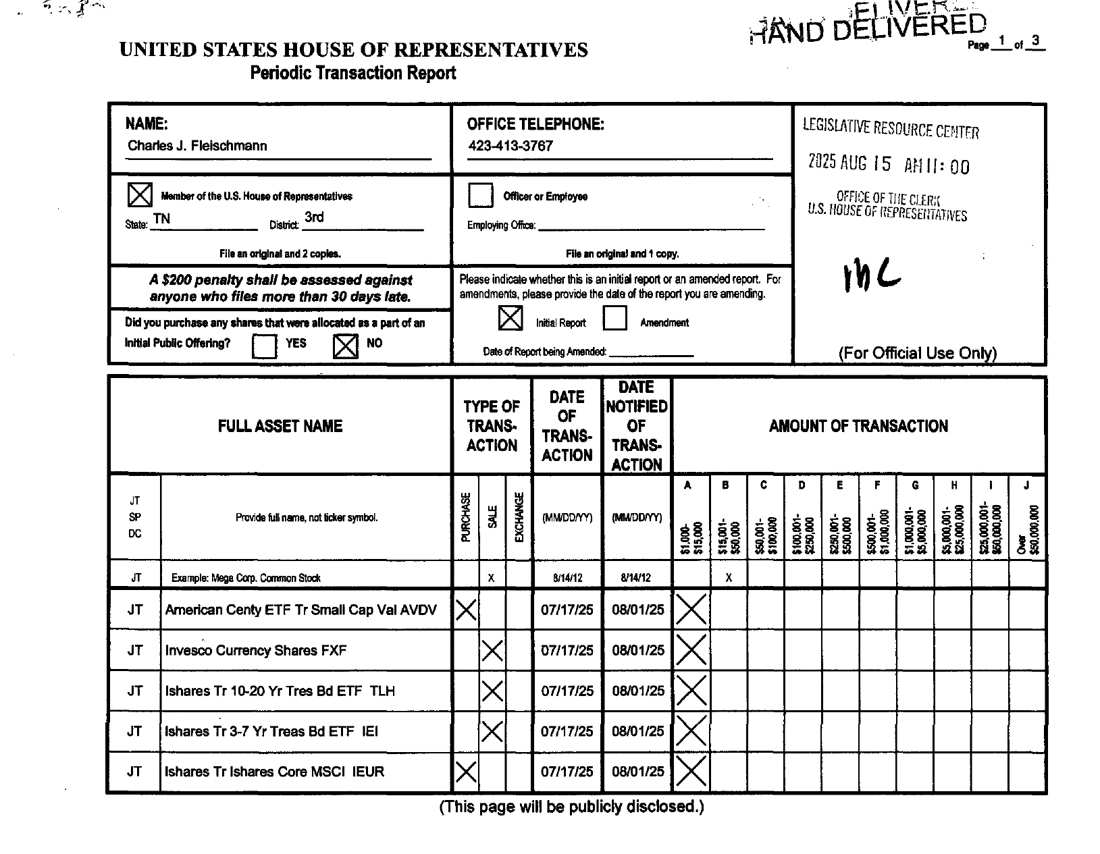 HAND DELIVERED
Page 1 of 3
UNITED STATES HOUSE OF REPRESENTATIVES
Periodic Transaction Report
NAME:
Charles J. Fleischmann
OFFICE TELEPHONE:
423-413-3767
LEGISLATIVE RESOURCE CENTER
2025 AUG 15 AM 11:00
OFFICE OF THE CLERK
U.S. HOUSE OF REPRESENTATIVES
Member of the U.S. House of Representatives
State: TN District: 3rd
File an original and 2 copies.
Officer or Employee
Employing Office:
File an original and 1 copy.
A $200 penalty shall be assessed against
anyone who files more than 30 days late.
Please indicate whether this is an initial report or an amended report. For
amendments, please provide the date of the report you are amending.
Initial Report Amendment
Date of Report being Amended:
Did you purchase any shares that were allocated as a part of an
Initial Public Offering? YES X NO
mc
(For Official Use Only)
FULL ASSET NAME
TYPE OF
TRANS-
ACTION
DATE
OF
TRANS-
ACTION
DATE
NOTIFIED
OF
TRANS-
ACTION
AMOUNT OF TRANSACTION
JT
SP
DC
Provide full name, not ticker symbol.
PURCHASE
SALE
EXCHANGE
(MM/DD/YY)
(MM/DD/YY)
A
$1,000-
$15,000
B
$15,001-
$50,000
C
$50,001-
$100,000
D
$100,001-
$250,000
E
$250,001-
$500,000
F
$500,001-
$1,000,000
G
$1,000,001-
$5,000,000
H
$5,000,001-
$25,000,000
I
$25,000,001-
$50,000,000
J
Over
$50,000,000
JT Example: Mega Corp. Common Stock X 8/14/12 8/14/12 X
JT American Centy ETF Tr Small Cap Val AVDV X 07/17/25 08/01/25 X
JT Invesco Currency Shares FXF X 07/17/25 08/01/25 X
JT Ishares Tr 10-20 Yr Tres Bd ETF TLH X 07/17/25 08/01/25 X
JT Ishares Tr 3-7 Yr Treas Bd ETF IEI X 07/17/25 08/01/25 X
JT Ishares Tr Ishares Core MSCI IEUR X 07/17/25 08/01/25 X
(This page will be publicly disclosed.)